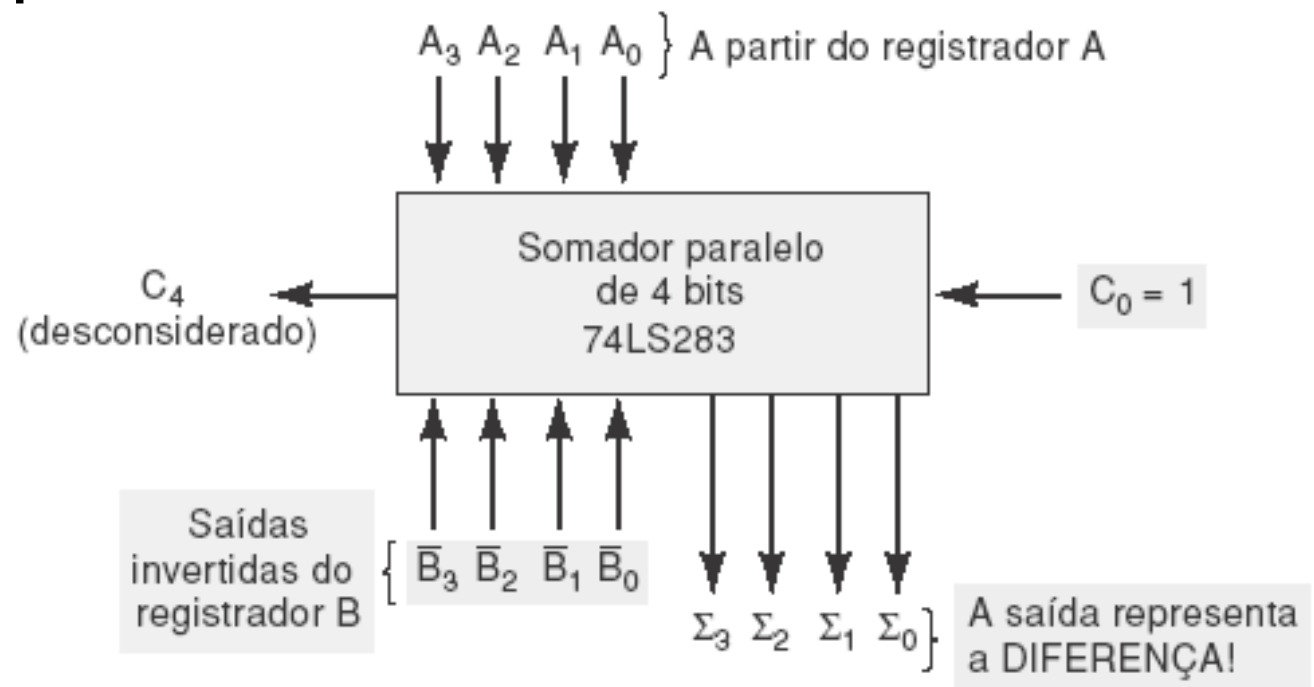 A₃ A₂ A₁ A₀ } A partir do registrador A
Somador paralelo
de 4 bits
74LS283
C₄
(desconsiderado)
C₀ = 1
Saídas
invertidas do
registrador B
{ B̅₃ B̅₂ B̅₁ B̅₀
Σ₃ Σ₂ Σ₁ Σ₀ }
A saída representa
a DIFERENÇA!